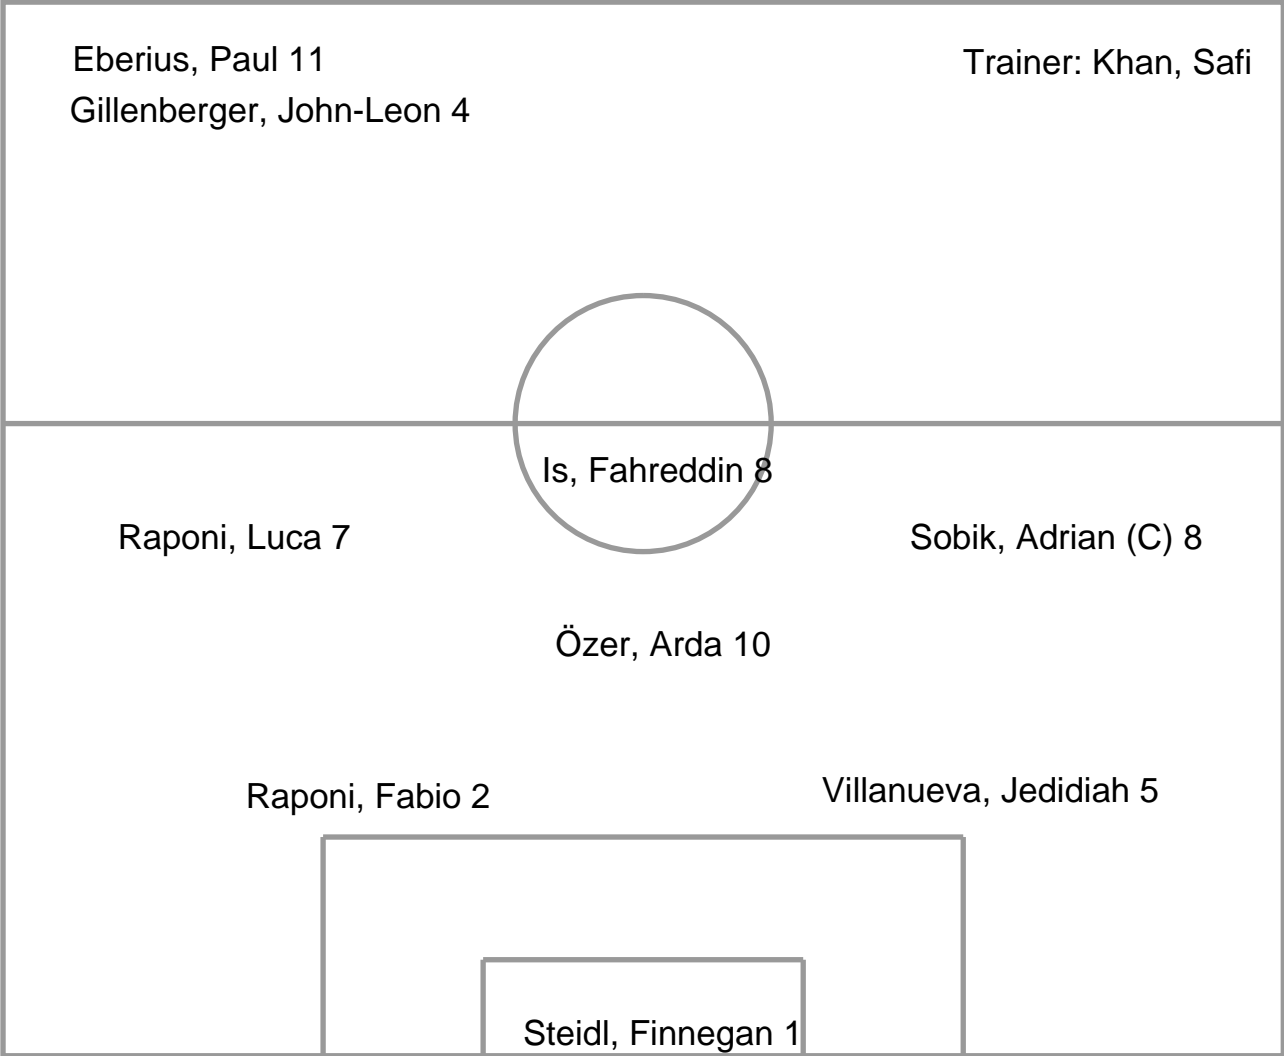 Eberius, Paul 11
Trainer: Khan, Safi
Gillenberger, John-Leon 4
Is, Fahreddin 8
Raponi, Luca 7
Sobik, Adrian (C) 8
Özer, Arda 10
Raponi, Fabio 2
Villanueva, Jedidiah 5
Steidl, Finnegan 1